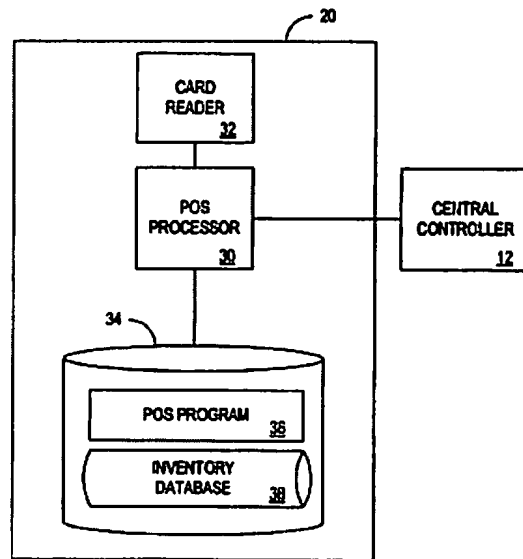 20
CARD
READER
32
POS
PROCESSOR
30
CENTRAL
CONTROLLER
12
34
POS PROGRAM 36
INVENTORY
DATABASE 38